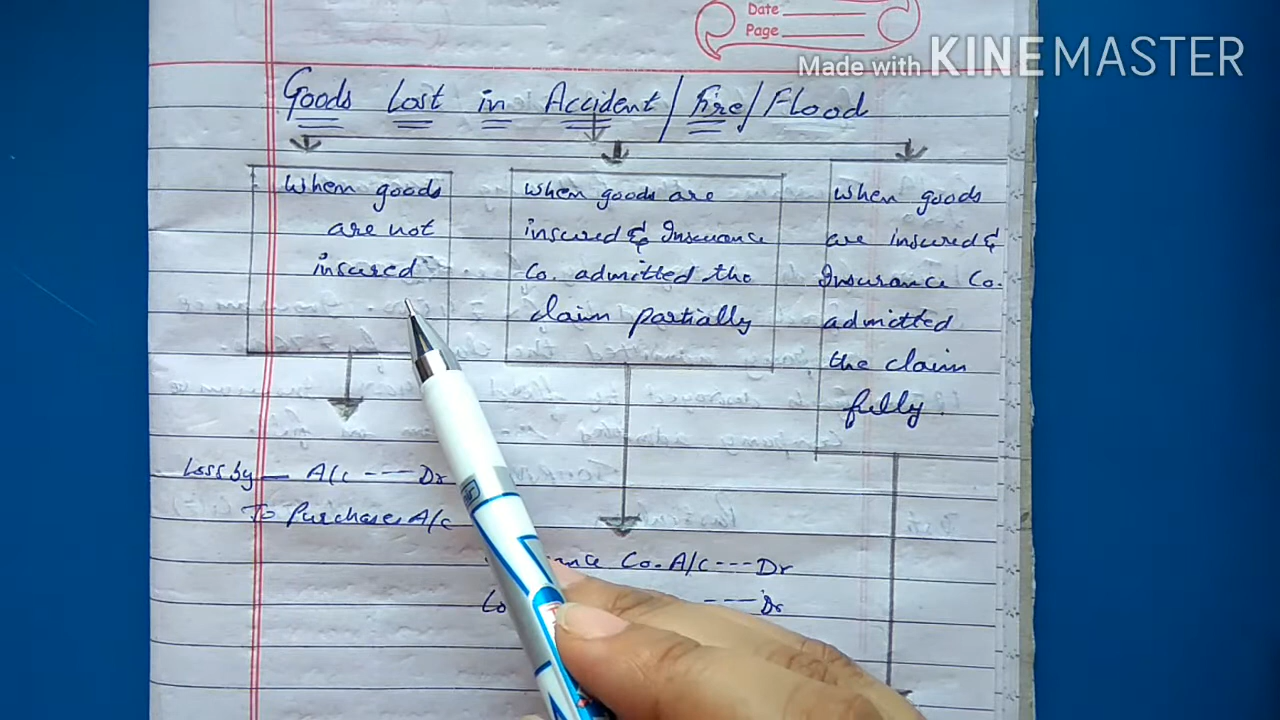 Date
Page
Made with KINEMASTER
Goods Lost in Accident/Fire/Flood
When goods
are not
insured
When goods are
insured & Insurance
Co. admitted the
claim partially
When goods
are insured &
Insurance Co.
admitted
the claim
fully.
Loss by — A/c --- Dr
To Purchases A/c
Co. A/c --- Dr
--- Dr